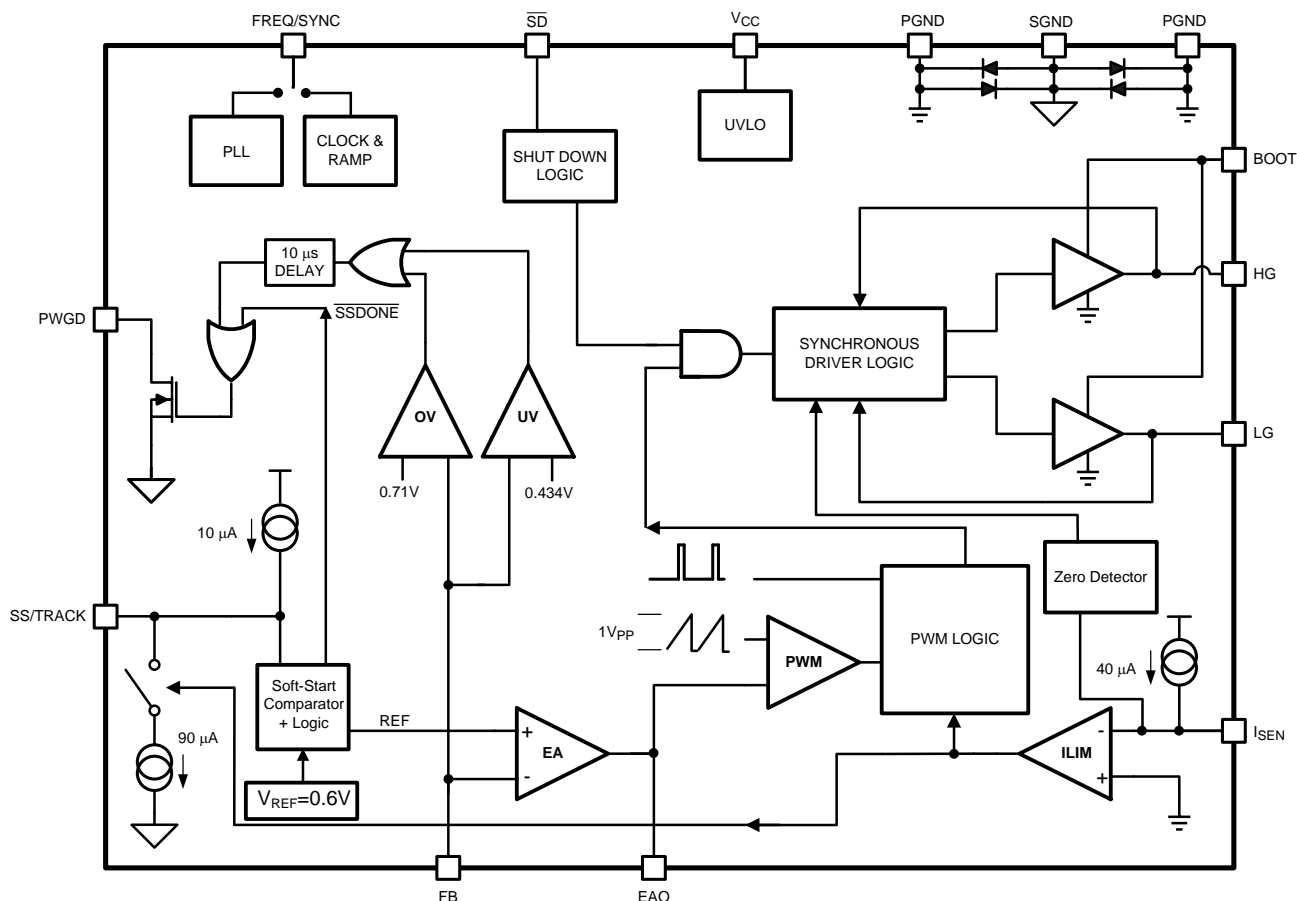 FREQ/SYNC
SD
VCC
PGND
SGND
PGND
PLL
CLOCK &
RAMP
SHUT DOWN
LOGIC
UVLO
BOOT
10 μs
DELAY
HG
PWGD
SSDONE
SYNCHRONOUS
DRIVER LOGIC
OV
UV
LG
0.71V
0.434V
10 μA
Zero Detector
SS/TRACK
1VPP
PWM
PWM LOGIC
40 μA
Soft-Start
Comparator
+ Logic
REF
+
EA
-
90 μA
-
ILIM
+
ISEN
VREF=0.6V
FB
EAO